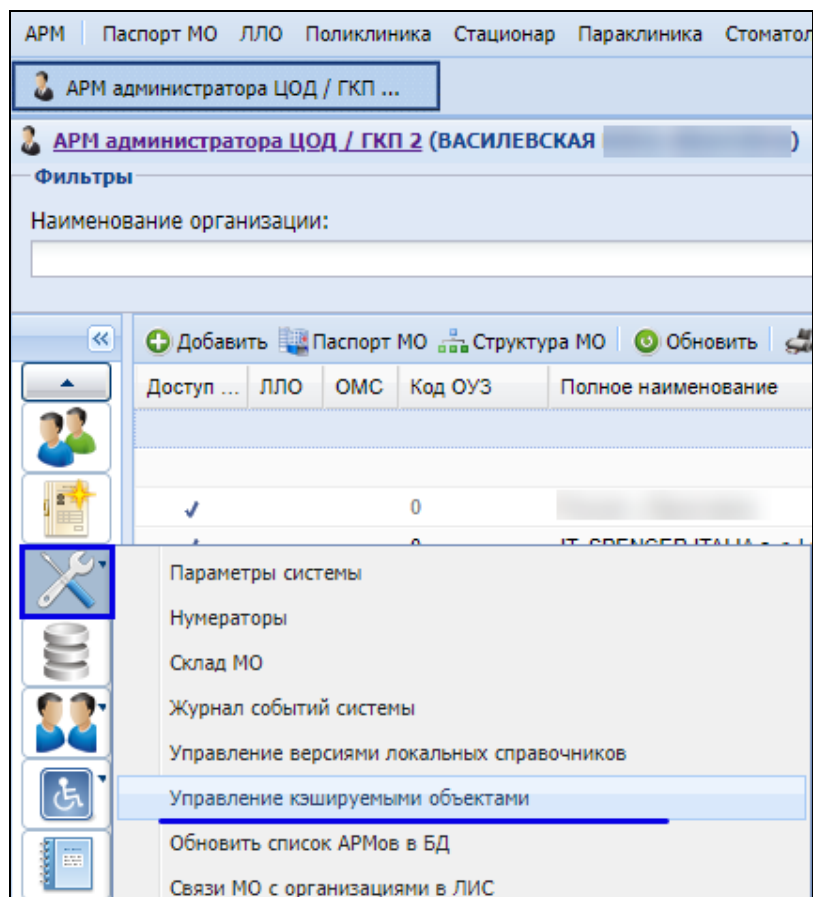 АРМ Паспорт МО ЛЛО Поликлиника Стационар Параклиника Стомато
АРМ администратора ЦОД / ГКП ...
АРМ администратора ЦОД / ГКП 2 (ВАСИЛЕВСКАЯ )
Фильтры
Наименование организации:
Добавить Паспорт МО Структура МО Обновить
Доступ ... ЛЛО ОМС Код ОУЗ Полное наименование
0
Параметры системы
Нумераторы
Склад МО
Журнал событий системы
Управление версиями локальных справочников
Управление кэшируемыми объектами
Обновить список АРМов в БД
Связи МО с организациями в ЛИС